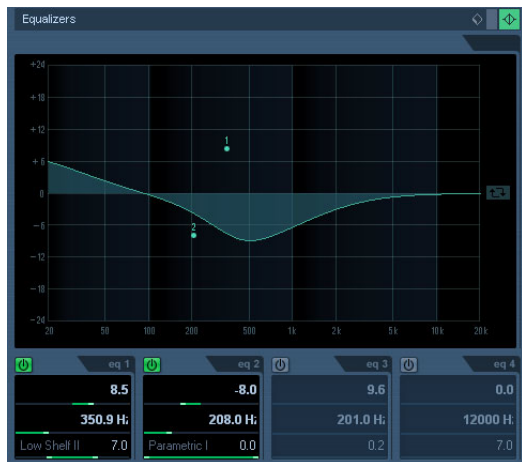 Equalizers
+24
+18
+12
+6
0
-6
-12
-18
-24
1
2
20 50 100 200 500 1k 2k 5k 10k 20k
eq 1 eq 2 eq 3 eq 4
8.5 -8.0 9.6 0.0
350.9 Hz 208.0 Hz 201.0 Hz 12000 Hz
Low Shelf II 7.0 Parametric I 0.0 0.2 7.0